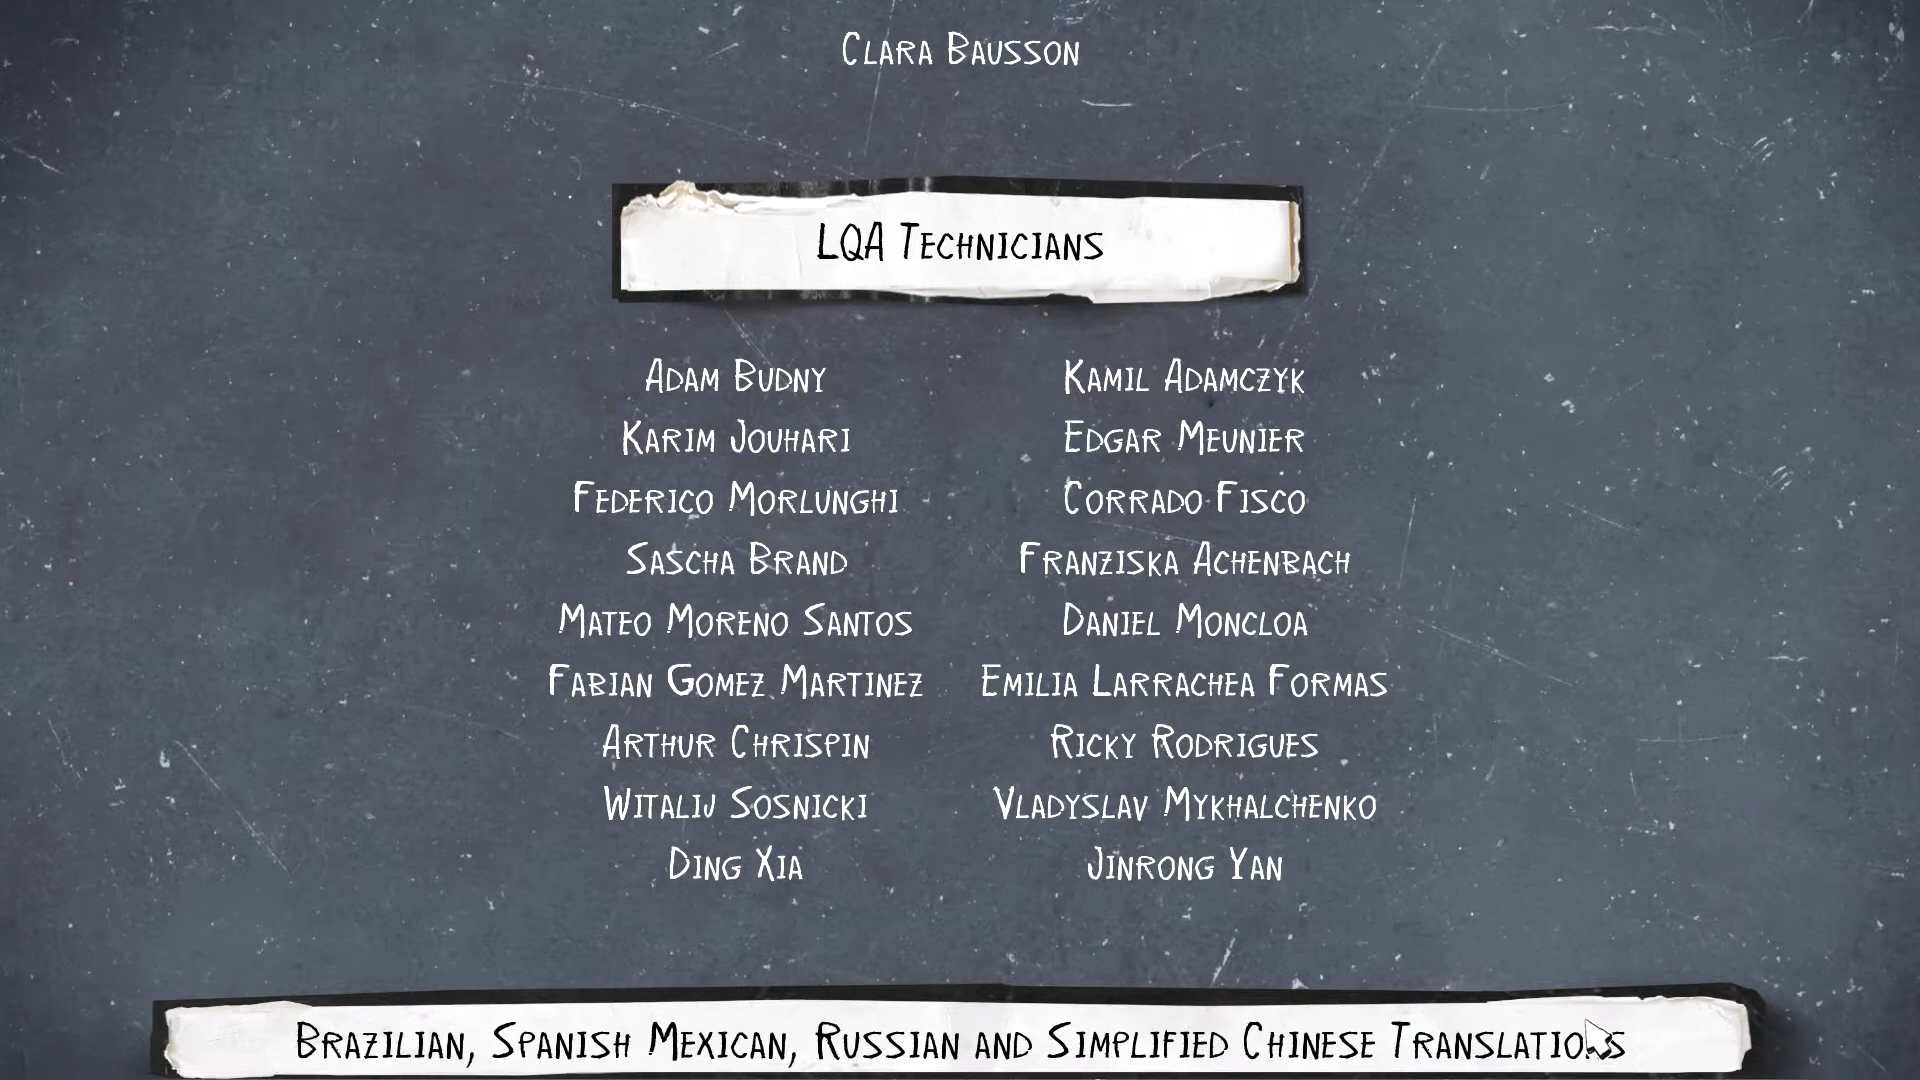 Clara Bausson
LQA Technicians
Adam Budny
Kamil Adamczyk
Karim Jouhari
Edgar Meunier
Federico Morlunghi
Corrado Fisco
Sascha Brand
Franziska Achenbach
Mateo Moreno Santos
Daniel Moncloa
Fabian Gomez Martinez
Emilia Larrachea Formas
Arthur Chrispin
Ricky Rodrigues
Witalij Sosnicki
Vladyslav Mykhalchenko
Ding Xia
Jinrong Yan
Brazilian, Spanish Mexican, Russian and Simplified Chinese Translations